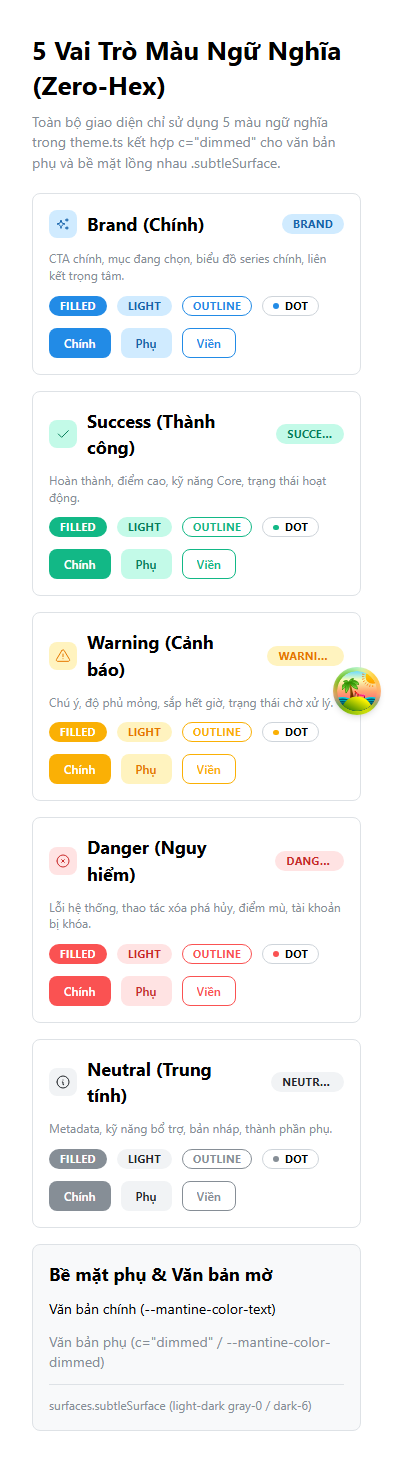 5 Vai Trò Màu Ngữ Nghĩa
(Zero-Hex)
Toàn bộ giao diện chỉ sử dụng 5 màu ngữ nghĩa
trong theme.ts kết hợp c="dimmed" cho văn bản
phụ và bề mặt lồng nhau .subtleSurface.
Brand (Chính)
BRAND
CTA chính, mục đang chọn, biểu đồ series chính, liên
kết trọng tâm.
FILLED LIGHT OUTLINE DOT
Chính Phụ Viền
Success (Thành
công)
SUCCE...
Hoàn thành, điểm cao, kỹ năng Core, trạng thái hoạt
động.
FILLED LIGHT OUTLINE DOT
Chính Phụ Viền
Warning (Cảnh
báo)
WARNI...
Chú ý, độ phủ mỏng, sắp hết giờ, trạng thái chờ xử lý.
FILLED LIGHT OUTLINE DOT
Chính Phụ Viền
Danger (Nguy
hiểm)
DANG...
Lỗi hệ thống, thao tác xóa phá hủy, điểm mù, tài khoản
bị khóa.
FILLED LIGHT OUTLINE DOT
Chính Phụ Viền
Neutral (Trung
tính)
NEUTR...
Metadata, kỹ năng bổ trợ, bản nháp, thành phần phụ.
FILLED LIGHT OUTLINE DOT
Chính Phụ Viền
Bề mặt phụ & Văn bản mờ
Văn bản chính (--mantine-color-text)
Văn bản phụ (c="dimmed" / --mantine-color-
dimmed)
surfaces.subtleSurface (light-dark gray-0 / dark-6)